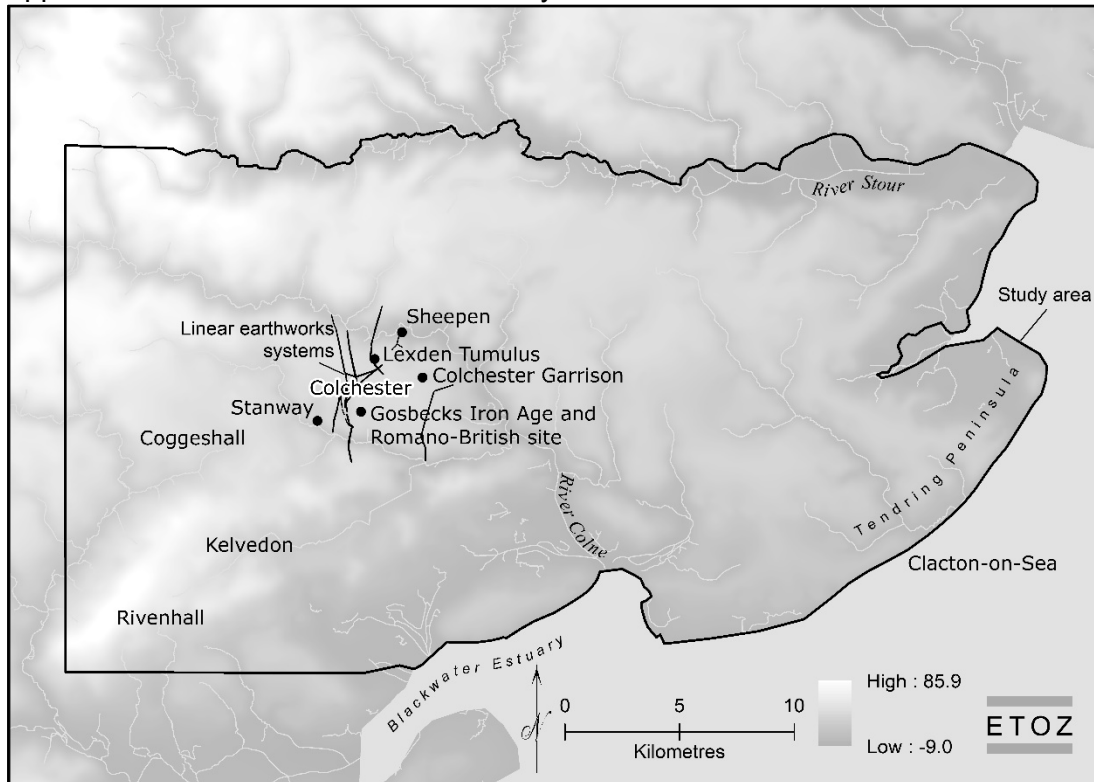 River Stour
Study area
Sheepen
Linear earthworks
systems
Lexden Tumulus
Colchester Garrison
Colchester
Stanway
Gosbecks Iron Age and
Romano-British site
Coggeshall
Tendring Peninsula
River Colne
Kelvedon
Clacton-on-Sea
Rivenhall
Blackwater Estuary
N
0 5 10
Kilometres
High : 85.9
Low : -9.0
ETOZ